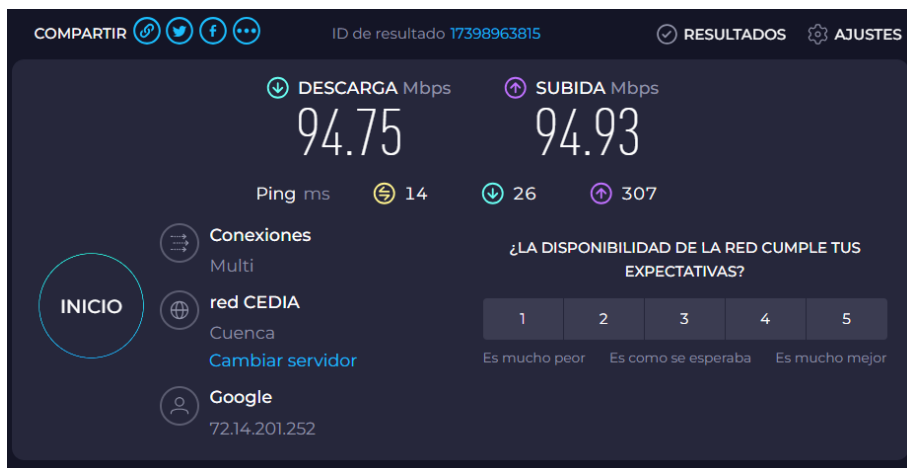 COMPARTIR ID de resultado 17398963815 RESULTADOS AJUSTES
DESCARGA Mbps SUBIDA Mbps
94.75 94.93
Ping ms 14 26 307
Conexiones
Multi
¿LA DISPONIBILIDAD DE LA RED CUMPLE TUS
EXPECTATIVAS?
INICIO
red CEDIA
Cuenca
Cambiar servidor
1 2 3 4 5
Es mucho peor Es como se esperaba Es mucho mejor
Google
72.14.201.252